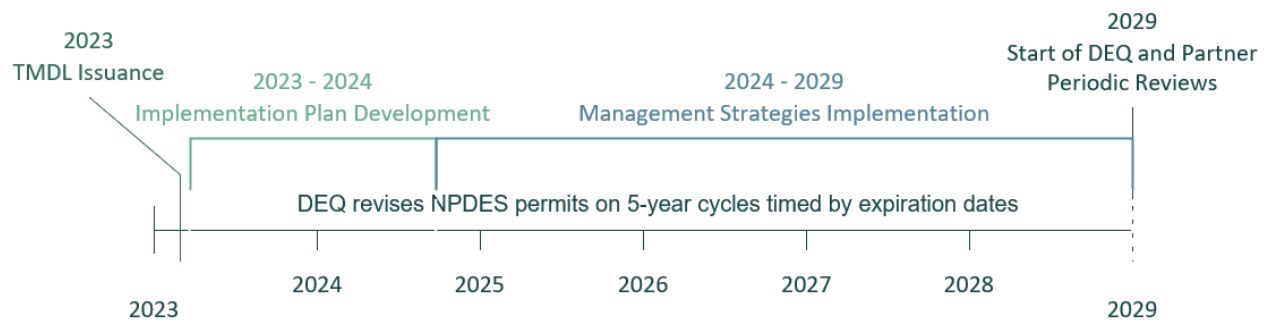 2023
TMDL Issuance
2023 - 2024
Implementation Plan Development
2024 - 2029
Management Strategies Implementation
2029
Start of DEQ and Partner
Periodic Reviews
DEQ revises NPDES permits on 5-year cycles timed by expiration dates
2023
2024
2025
2026
2027
2028
2029